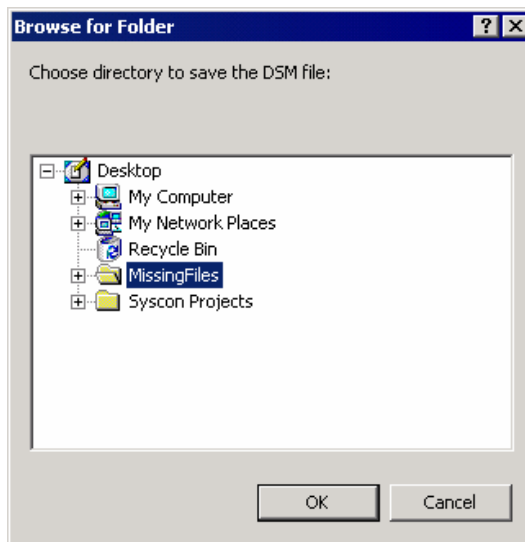 Browse for Folder
Choose directory to save the DSM file:
Desktop
My Computer
My Network Places
Recycle Bin
MissingFiles
Syscon Projects
OK Cancel